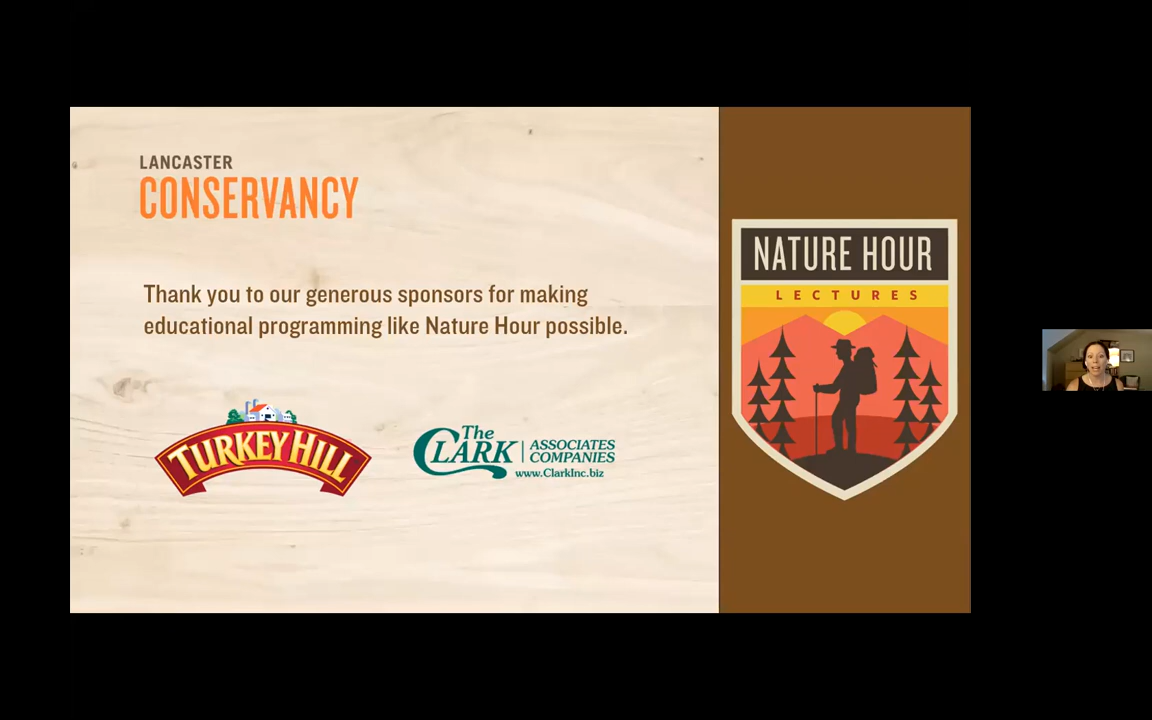 LANCASTER
CONSERVANCY
Thank you to our generous sponsors for making
educational programming like Nature Hour possible.
TURKEY HILL
The
CLARK
ASSOCIATES
COMPANIES
www.ClarkInc.biz
NATURE HOUR
LECTURES